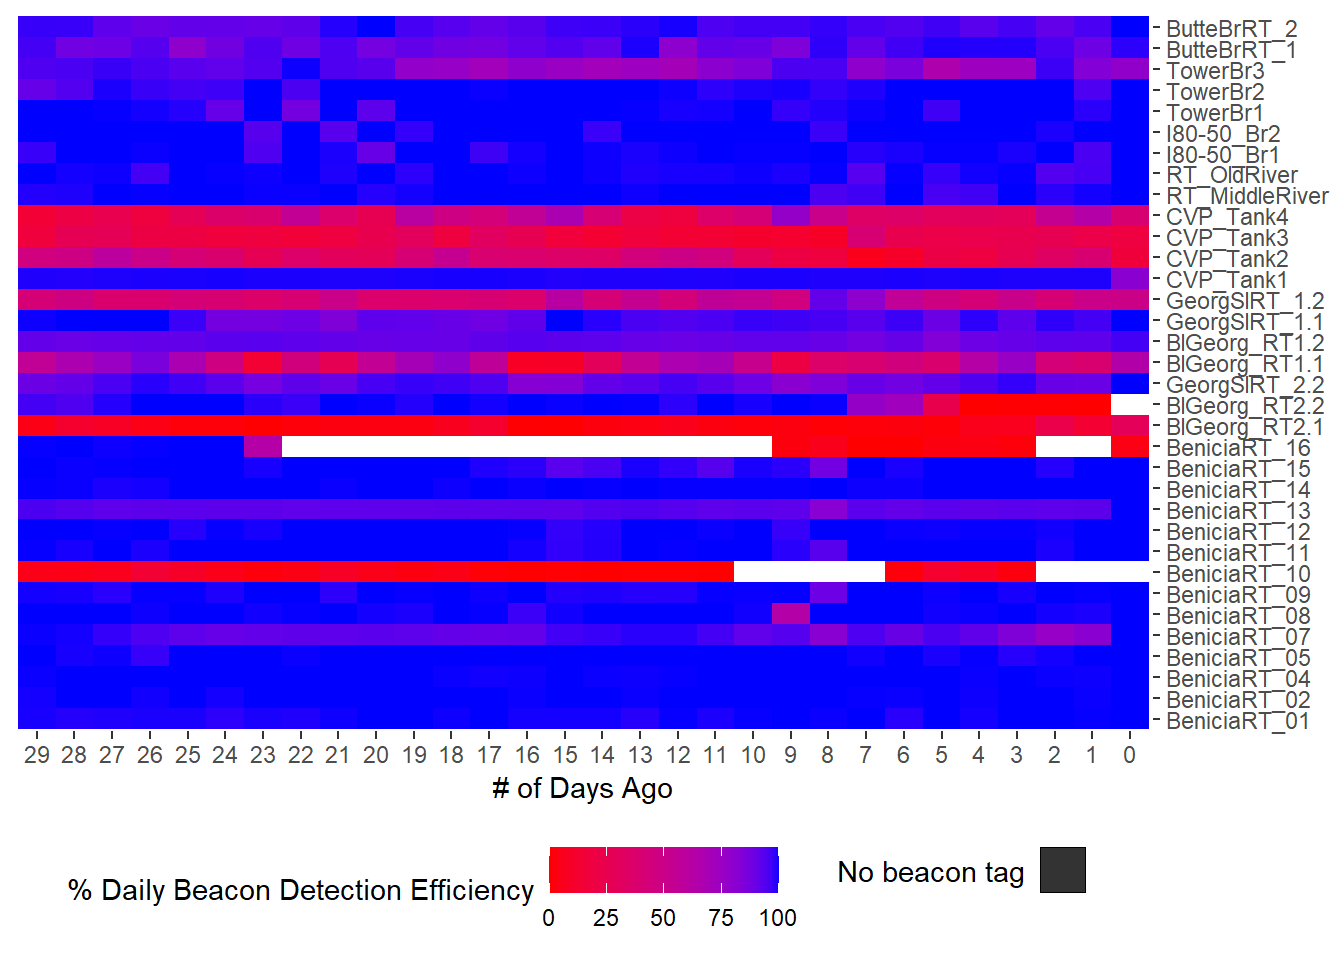 ButteBrRT_2
ButteBrRT_1
TowerBr3
TowerBr2
TowerBr1
I80-50_Br2
I80-50_Br1
RT_OldRiver
RT_MiddleRiver
CVP_Tank4
CVP_Tank3
CVP_Tank2
CVP_Tank1
GeorgSlRT_1.2
GeorgSlRT_1.1
BlGeorg_RT1.2
BlGeorg_RT1.1
GeorgSlRT_2.2
BlGeorg_RT2.2
BlGeorg_RT2.1
BeniciaRT_16
BeniciaRT_15
BeniciaRT_14
BeniciaRT_13
BeniciaRT_12
BeniciaRT_11
BeniciaRT_10
BeniciaRT_09
BeniciaRT_08
BeniciaRT_07
BeniciaRT_05
BeniciaRT_04
BeniciaRT_02
BeniciaRT_01
29 28 27 26 25 24 23 22 21 20 19 18 17 16 15 14 13 12 11 10 9 8 7 6 5 4 3 2 1 0
# of Days Ago
% Daily Beacon Detection Efficiency
0 25 50 75 100
No beacon tag